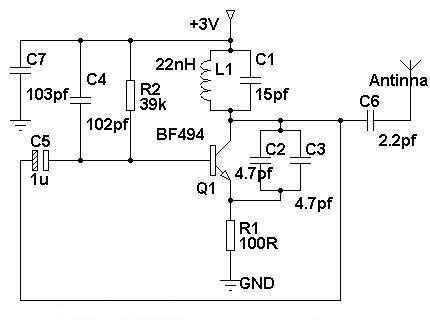 +3V
C7
103pf
C4
102pf
R2
39k
22nH
L1
C1
15pf
Antinna
C6
2.2pf
C5
1u
BF494
Q1
C2
4.7pf
C3
4.7pf
R1
100R
GND